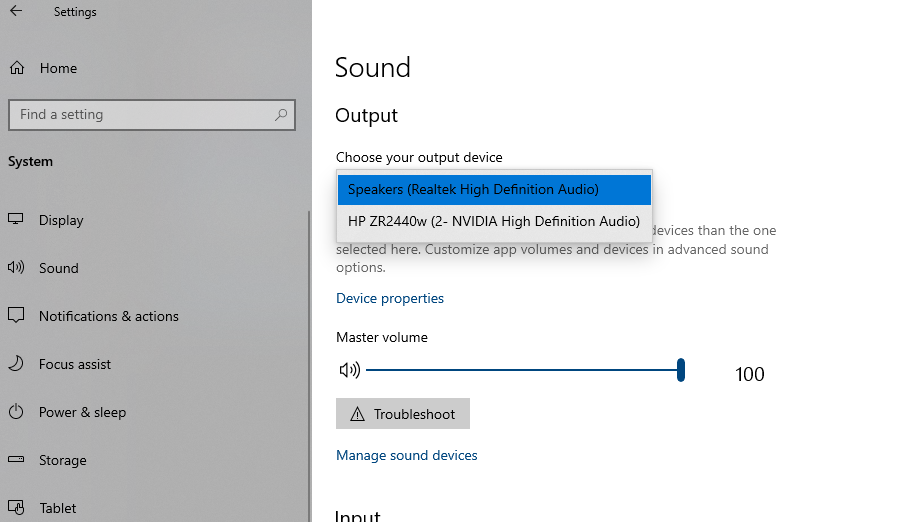 Settings
Home
Find a setting
System
Display
Sound
Notifications & actions
Focus assist
Power & sleep
Storage
Tablet
Sound
Output
Choose your output device
Speakers (Realtek High Definition Audio)
HP ZR2440w (2- NVIDIA High Definition Audio)
devices than the one
selected here. Customize app volumes and devices in advanced sound
options.
Device properties
Master volume
100
Troubleshoot
Manage sound devices
Input